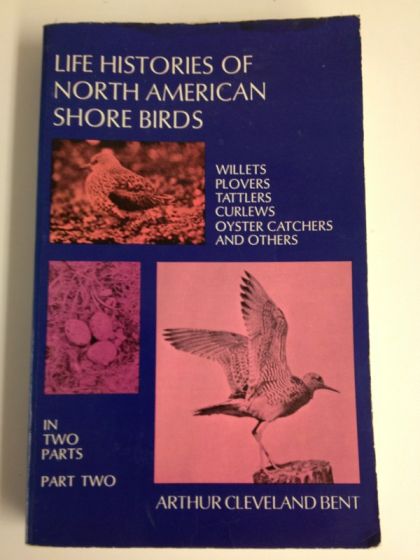 LIFE HISTORIES OF
NORTH AMERICAN
SHORE BIRDS
WILLETS
PLOVERS
TATTLERS
CURLEWS
OYSTER CATCHERS
AND OTHERS
IN
TWO
PARTS
PART TWO
ARTHUR CLEVELAND BENT